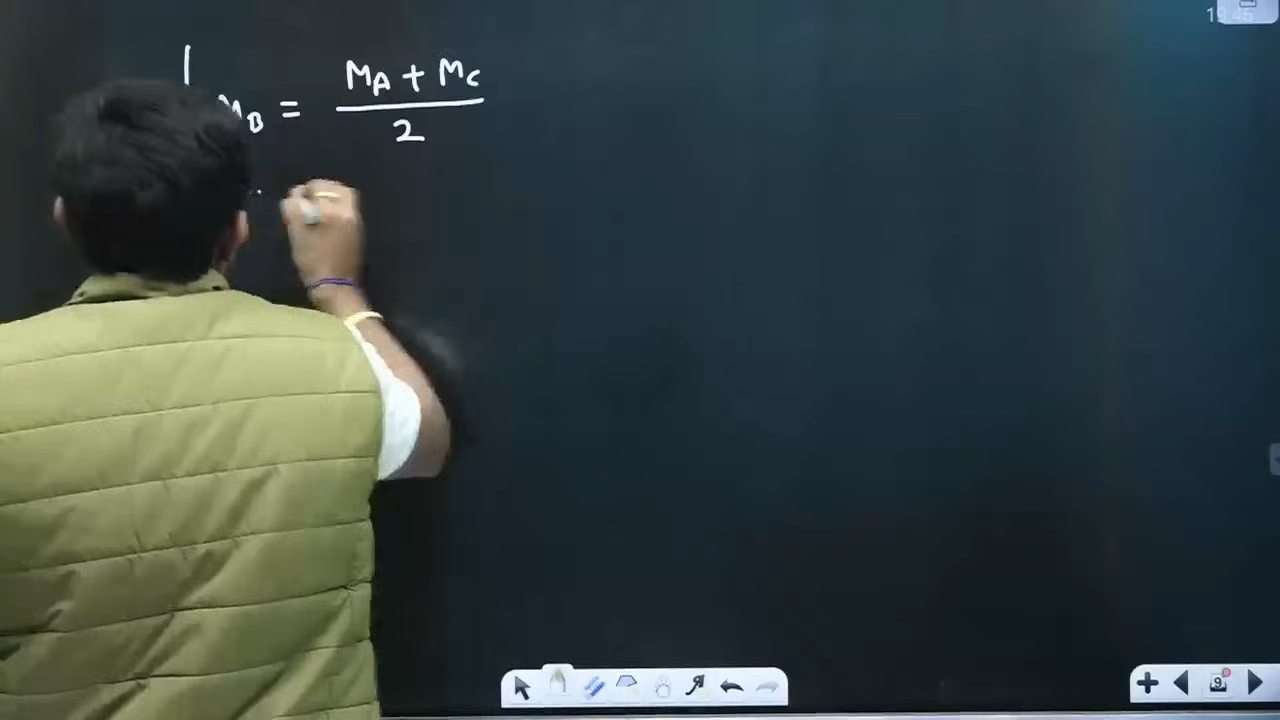 M_B = (M_A + M_C) / 2